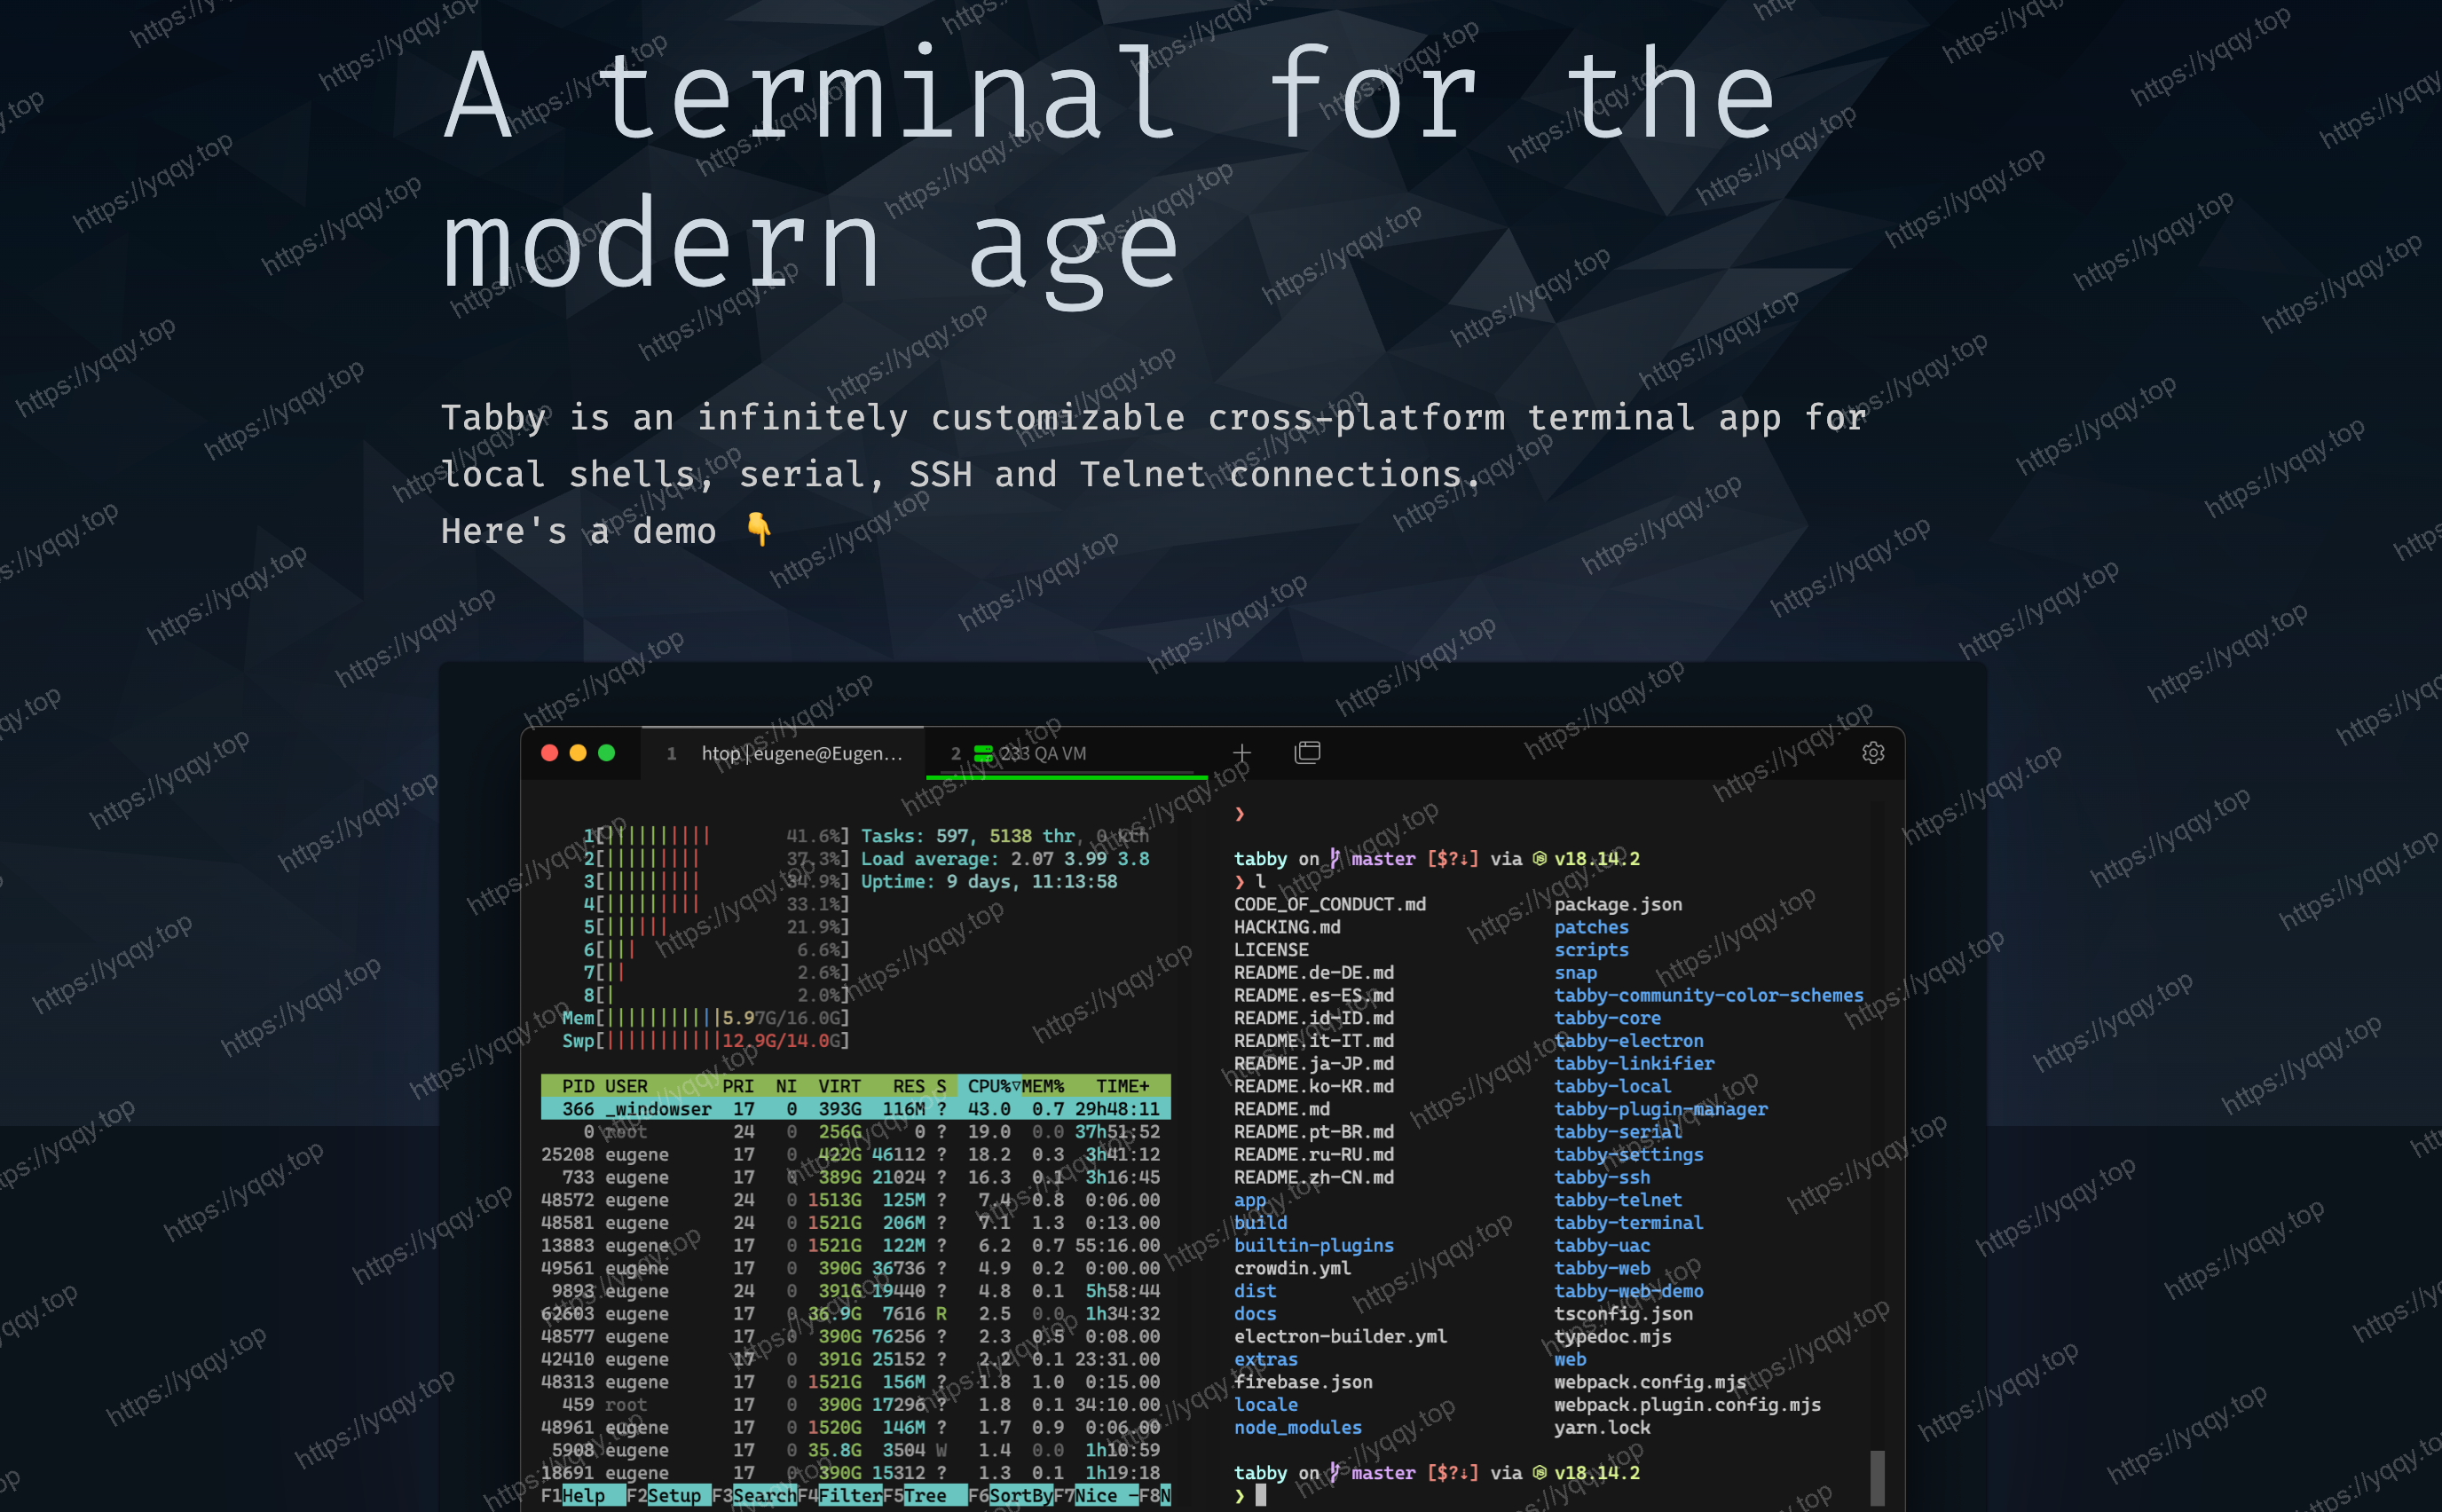 A terminal for the
modern age
Tabby is an infinitely customizable cross-platform terminal app for
local shells, serial, SSH and Telnet connections.
Here's a demo 👇
1 htop | eugene@Eugen… 2 233 QA VM
1[|||||||||| 41.6%] Tasks: 597, 5138 thr, 0 kth
2[||||||||| 37.3%] Load average: 2.07 3.99 3.8
3[||||||||| 34.9%] Uptime: 9 days, 11:13:58
4[||||||||| 33.1%]
5[|||||| 21.9%]
6[||| 6.6%]
7[|| 2.6%]
8[| 2.0%]
Mem[|||||||||||5.97G/16.0G]
Swp[|||||||||||12.9G/14.0G]
PID USER PRI NI VIRT RES S CPU%▽MEM% TIME+
366 _windowser 17 0 393G 116M ? 43.0 0.7 29h48:11
0 root 24 0 256G 0 ? 19.0 0.0 37h51:52
25208 eugene 17 0 422G 46112 ? 18.2 0.3 3h41:12
733 eugene 17 0 389G 21024 ? 16.3 0.1 3h16:45
48572 eugene 24 0 1513G 125M ? 7.4 0.8 0:06.00
48581 eugene 24 0 1521G 206M ? 7.1 1.3 0:13.00
13883 eugene 17 0 1521G 122M ? 6.2 0.7 55:16.00
49561 eugene 17 0 390G 36736 ? 4.9 0.2 0:00.00
9893 eugene 24 0 391G 19440 ? 4.8 0.1 5h58:44
62603 eugene 17 0 36.9G 7616 R 2.5 0.0 1h34:32
48577 eugene 17 0 390G 76256 ? 2.3 0.5 0:08.00
42410 eugene 17 0 391G 25152 ? 2.2 0.1 23:31.00
48313 eugene 17 0 1521G 156M ? 1.8 1.0 0:15.00
459 root 17 0 390G 17296 ? 1.8 0.1 34:10.00
48961 eugene 17 0 1520G 146M ? 1.7 0.9 0:06.00
5908 eugene 17 0 35.8G 3504 W 1.4 0.0 1h10:59
18691 eugene 17 0 390G 15312 ? 1.3 0.1 1h19:18
F1Help F2Setup F3SearchF4FilterF5Tree F6SortByF7Nice -F8N
❯
tabby on master [$?⇣] via v18.14.2
❯ l
CODE_OF_CONDUCT.md package.json
HACKING.md patches
LICENSE scripts
README.de-DE.md snap
README.es-ES.md tabby-community-color-schemes
README.id-ID.md tabby-core
README.it-IT.md tabby-electron
README.ja-JP.md tabby-linkifier
README.ko-KR.md tabby-local
README.md tabby-plugin-manager
README.pt-BR.md tabby-serial
README.ru-RU.md tabby-settings
README.zh-CN.md tabby-ssh
app tabby-telnet
build tabby-terminal
builtin-plugins tabby-uac
crowdin.yml tabby-web
dist tabby-web-demo
docs tsconfig.json
electron-builder.yml typedoc.mjs
extras web
firebase.json webpack.config.mjs
locale webpack.plugin.config.mjs
node_modules yarn.lock
tabby on master [$?⇣] via v18.14.2
❯
https://yqqy.top